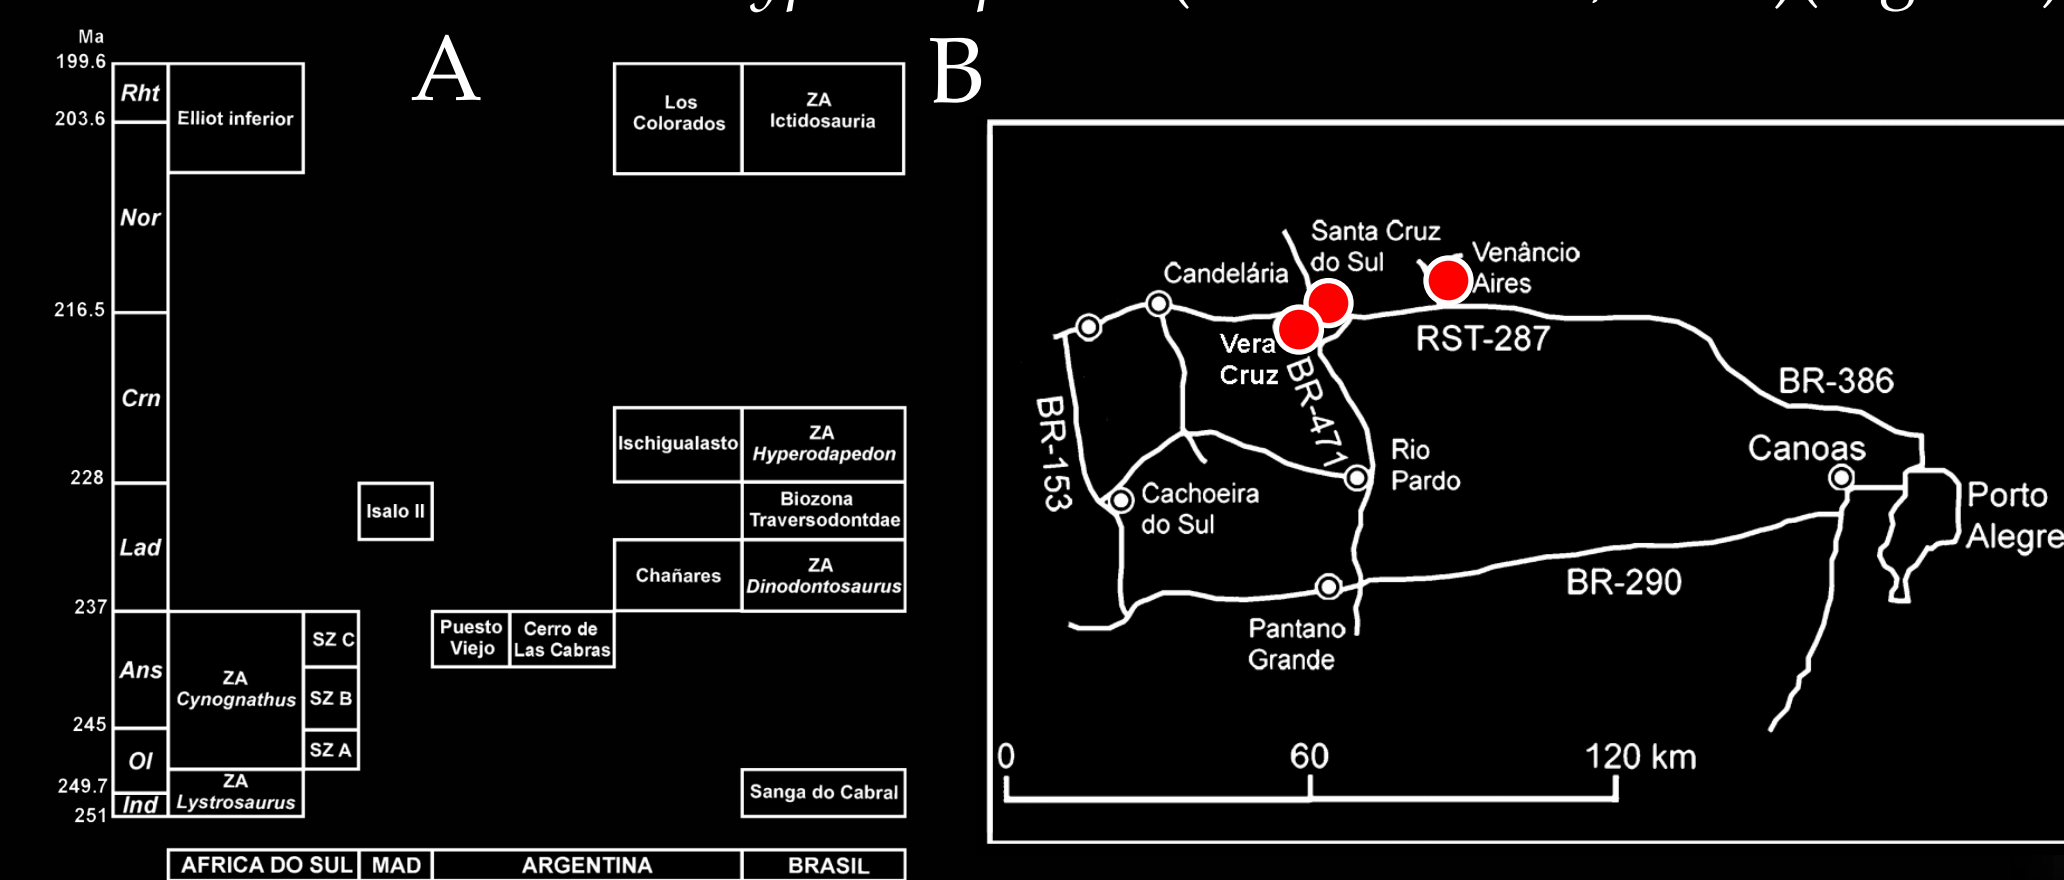 A
B
Ma
199.6
Rht
203.6
Nor
216.5
Crn
228
Lad
237
Ans
245
Ol
249.7
Ind
251
Elliot inferior
Los
Colorados
ZA
Ictidosauria
Ischigualasto
ZA
Hyperodapedon
Isalo II
Biozona
Traversodontdae
Chañares
ZA
Dinodontosaurus
Puesto
Viejo
Cerro de
Las Cabras
ZA
Cynognathus
SZ C
SZ B
SZ A
ZA
Lystrosaurus
Sanga do Cabral
AFRICA DO SUL
MAD
ARGENTINA
BRASIL
Santa Cruz
do Sul
Venâncio
Aires
Candelária
Vera
Cruz
RST-287
BR-386
BR-471
BR-153
Canoas
Rio
Pardo
Cachoeira
do Sul
Porto
Alegre
BR-290
Pantano
Grande
0
60
120 km